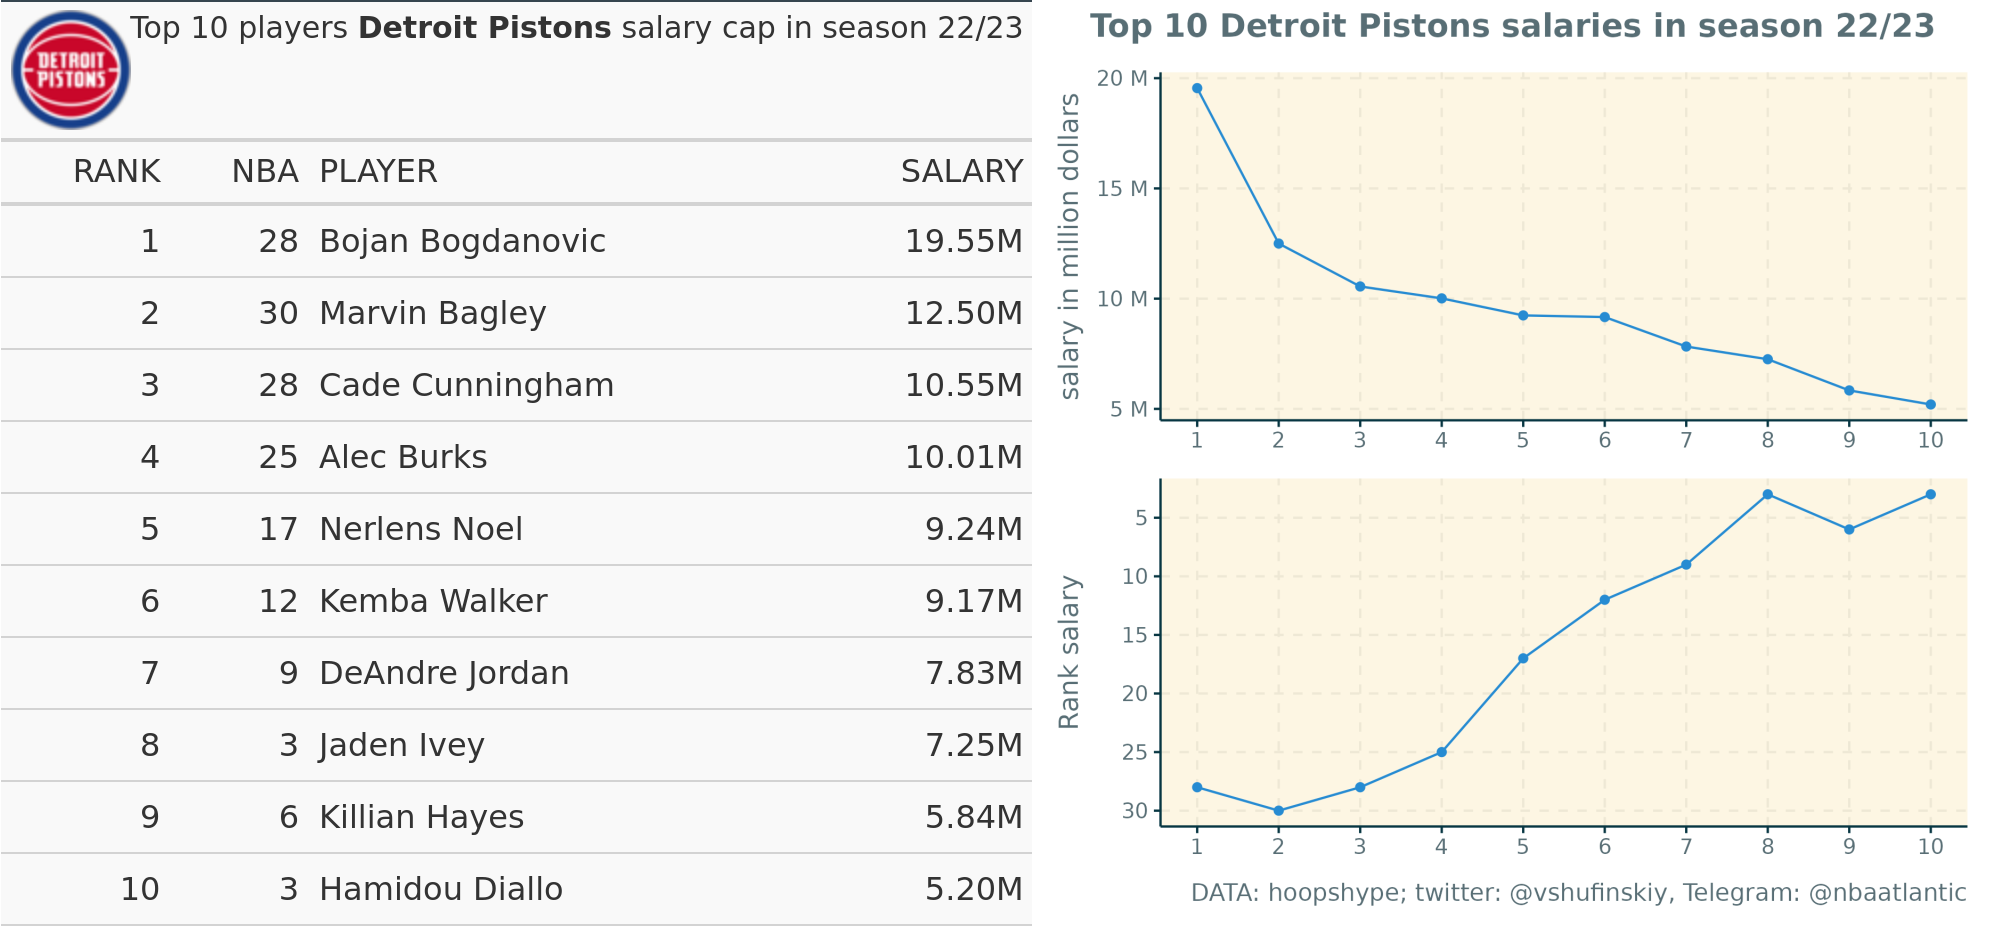 Top 10 players Detroit Pistons salary cap in season 22/23
DETROIT
PISTONS
RANK NBA PLAYER SALARY
1 28 Bojan Bogdanovic 19.55M
2 30 Marvin Bagley 12.50M
3 28 Cade Cunningham 10.55M
4 25 Alec Burks 10.01M
5 17 Nerlens Noel 9.24M
6 12 Kemba Walker 9.17M
7 9 DeAndre Jordan 7.83M
8 3 Jaden Ivey 7.25M
9 6 Killian Hayes 5.84M
10 3 Hamidou Diallo 5.20M
Top 10 Detroit Pistons salaries in season 22/23
salary in million dollars
20 M
15 M
10 M
5 M
1 2 3 4 5 6 7 8 9 10
Rank salary
5
10
15
20
25
30
1 2 3 4 5 6 7 8 9 10
DATA: hoopshype; twitter: @vshufinskiy, Telegram: @nbaatlantic